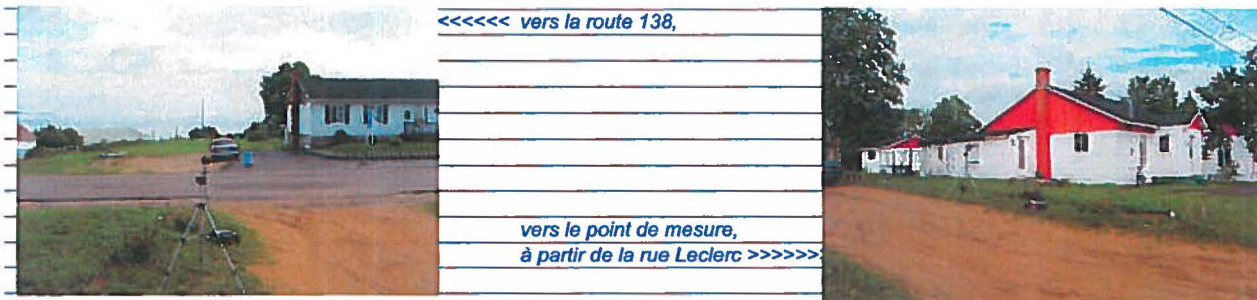 <<<<<< vers la route 138,
vers le point de mesure,
à partir de la rue Leclerc >>>>>>>